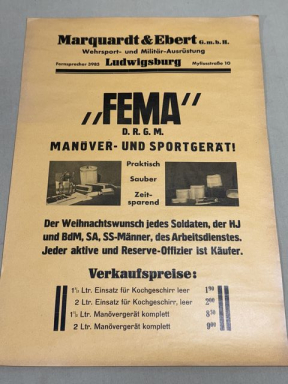 Marquardt & Ebert G.m.b.H.
Wehrsport- und Militär-Ausrüstung
Fernsprecher 5985 Ludwigsburg Myliusstraße 10
„FEMA“
D. R. G. M.
MANÖVER- UND SPORTGERÄT!
Praktisch
Sauber
Zeit-
sparend
Der Weihnachtswunsch jedes Soldaten, der HJ
und BdM, SA, SS-Männer, des Arbeitsdienstes.
Jeder aktive und Reserve-Offizier ist Käufer.
Verkaufspreise:
1½ Ltr. Einsatz für Kochgeschirr, leer 1.90
2 Ltr. Einsatz für Kochgeschirr, leer 2.00
1½ Ltr. Manövergerät komplett 8.50
2 Ltr. Manövergerät komplett 9.00